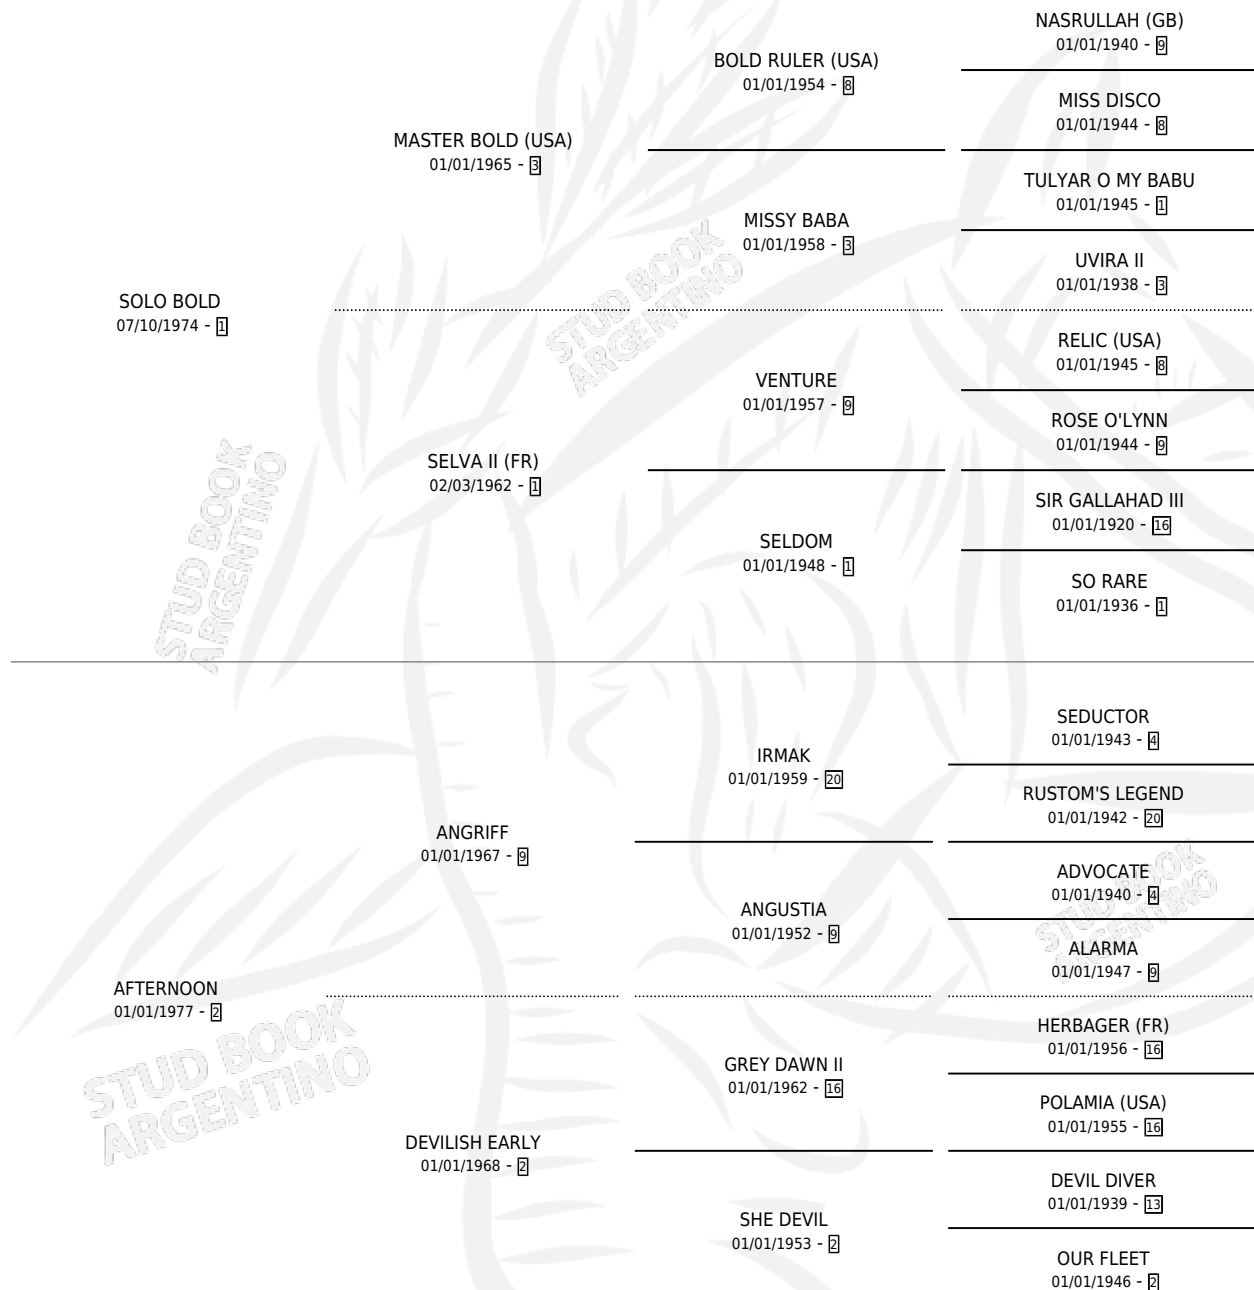 NASRULLAH (GB)
01/01/1940 - 9
BOLD RULER (USA)
01/01/1954 - 8
MISS DISCO
01/01/1944 - 8
MASTER BOLD (USA)
01/01/1965 - 3
TULYAR O MY BABU
01/01/1945 - 1
MISSY BABA
01/01/1958 - 3
UVIRA II
01/01/1938 - 3
SOLO BOLD
07/10/1974 - 1
RELIC (USA)
01/01/1945 - 8
VENTURE
01/01/1957 - 9
ROSE O'LYNN
01/01/1944 - 9
SELVA II (FR)
02/03/1962 - 1
SIR GALLAHAD III
01/01/1920 - 16
SELDOM
01/01/1948 - 1
SO RARE
01/01/1936 - 1
SEDUCTOR
01/01/1943 - 4
IRMAK
01/01/1959 - 20
RUSTOM'S LEGEND
01/01/1942 - 20
ANGRIFF
01/01/1967 - 9
ADVOCATE
01/01/1940 - 4
ANGUSTIA
01/01/1952 - 9
ALARMA
01/01/1947 - 9
AFTERNOON
01/01/1977 - 2
HERBAGER (FR)
01/01/1956 - 16
GREY DAWN II
01/01/1962 - 16
POLAMIA (USA)
01/01/1955 - 16
DEVILISH EARLY
01/01/1968 - 2
DEVIL DIVER
01/01/1939 - 13
SHE DEVIL
01/01/1953 - 2
OUR FLEET
01/01/1946 - 2
STUD BOOK
ARGENTINO
STUD BOOK
ARGENTINO
STUD BOOK
ARGENTINO
STUD BOOK
ARGENTINO